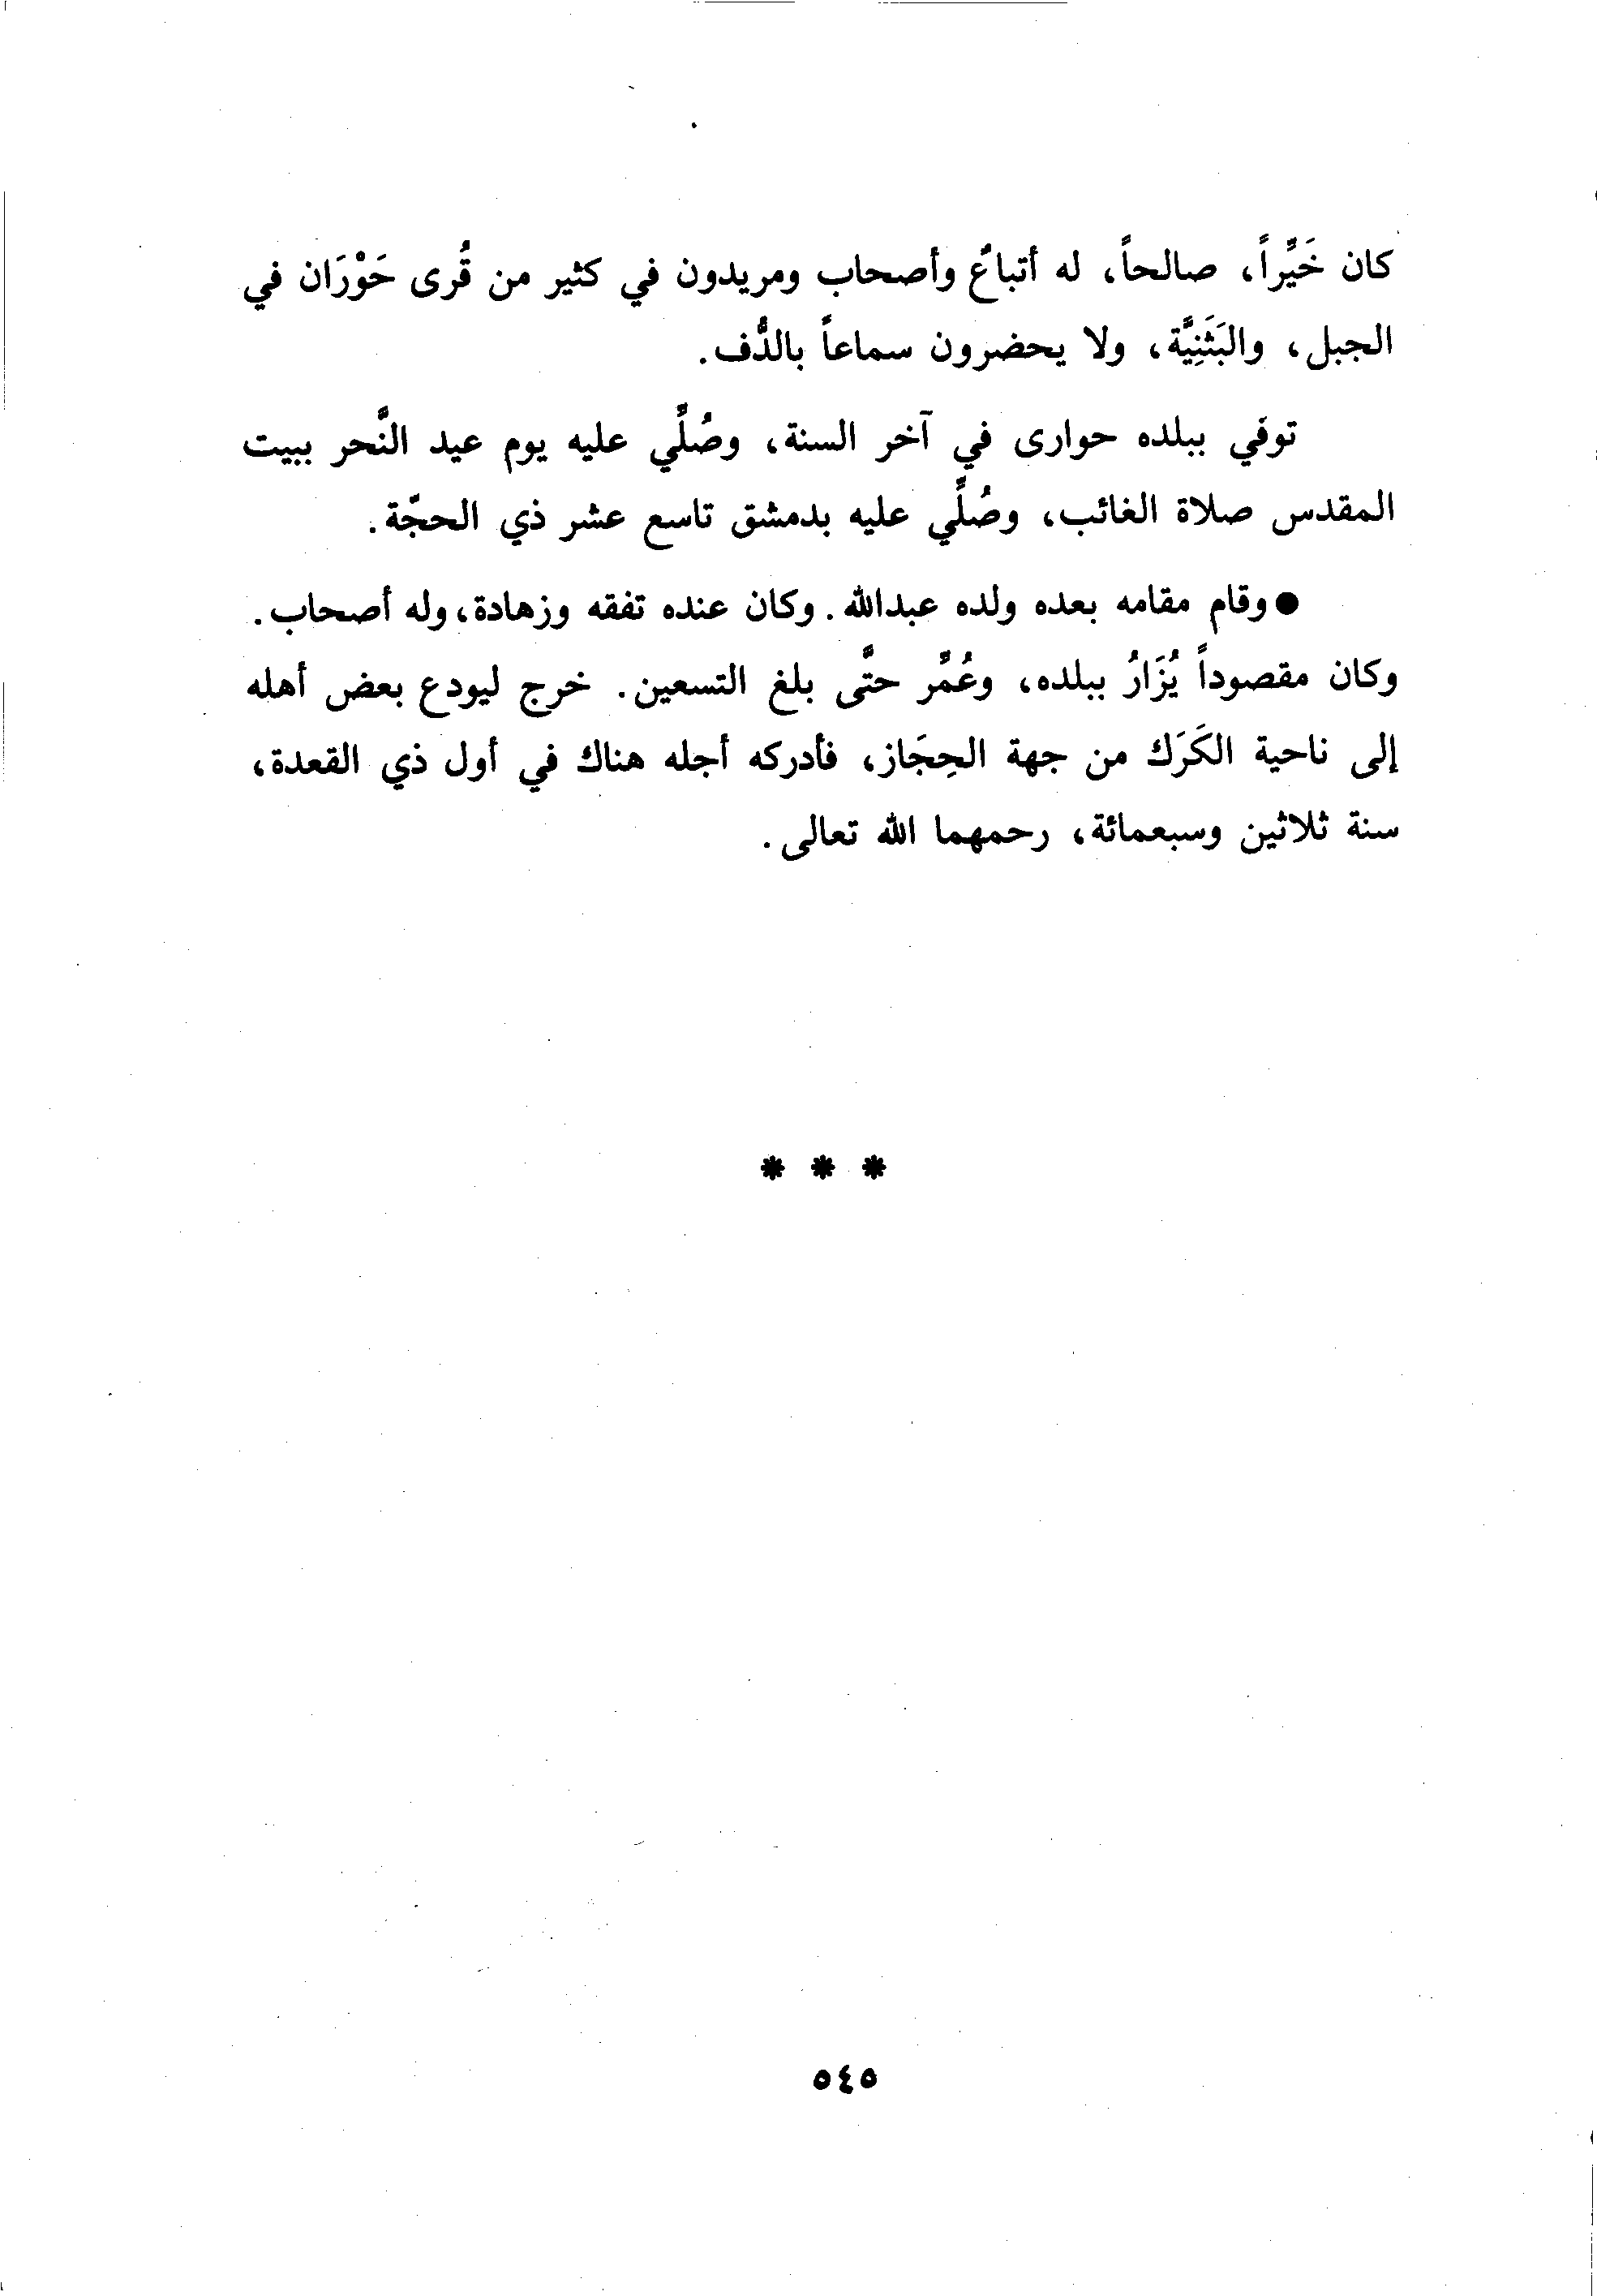 كان خَيِّراً، صالحاً، له أتباعٌ وأصحاب ومريدون في كثير من قُرى حَوْرَان في
الجبل، والبَثَنِيَّة، ولا يحضرون سماعاً بالدُّف.
توفي ببلده حوارى في آخر السنة، وصُلِّي عليه يوم عيد النَّحر ببيت
المقدس صلاة الغائب، وصُلِّي عليه بدمشق تاسع عشر ذي الحجّة.
● وقام مقامه بعده ولده عبدالله. وكان عنده تفقه وزهادة، وله أصحاب.
وكان مقصوداً يُزَارُ ببلده، وعُمِّر حتَّى بلغ التسعين. خرج ليودع بعض أهله
إلى ناحية الكَرَك من جهة الحِجَاز، فأدركه أجله هناك في أول ذي القعدة،
سنة ثلاثين وسبعمائة، رحمهما الله تعالى.
* * *
٥٤٥